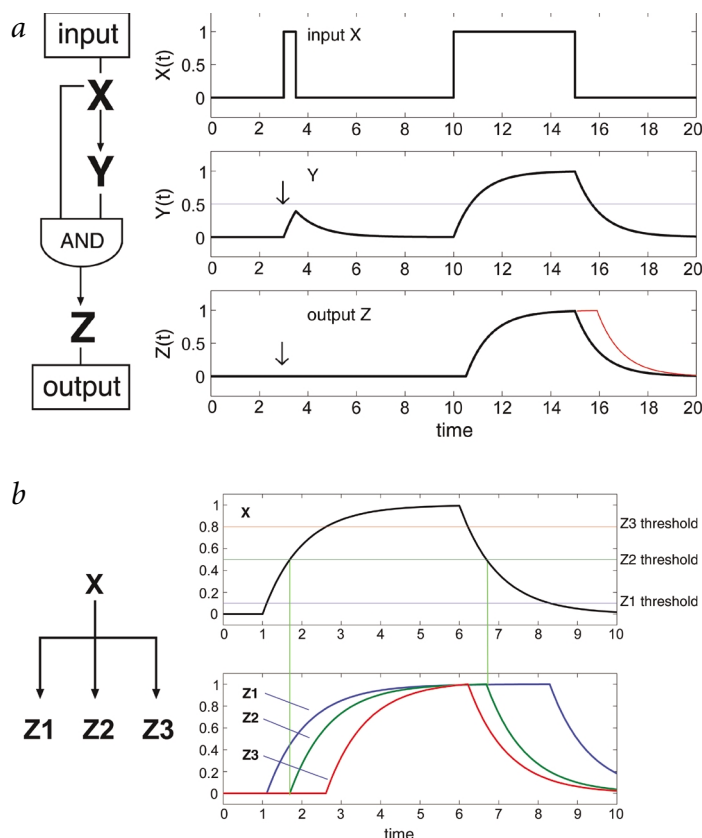 a
input
X
Y
AND
Z
output
X(t)
1
0.5
0
input X
0 2 4 6 8 10 12 14 16 18 20
Y(t)
1
0.5
0
Y
0 2 4 6 8 10 12 14 16 18 20
Z(t)
1
0.5
0
output Z
0 2 4 6 8 10 12 14 16 18 20
time
b
X
Z1 Z2 Z3
1
0.8
0.6
0.4
0.2
0
X
Z3 threshold
Z2 threshold
Z1 threshold
0 1 2 3 4 5 6 7 8 9 10
1
0.8
0.6
0.4
0.2
0
Z1
Z2
Z3
0 1 2 3 4 5 6 7 8 9 10
time